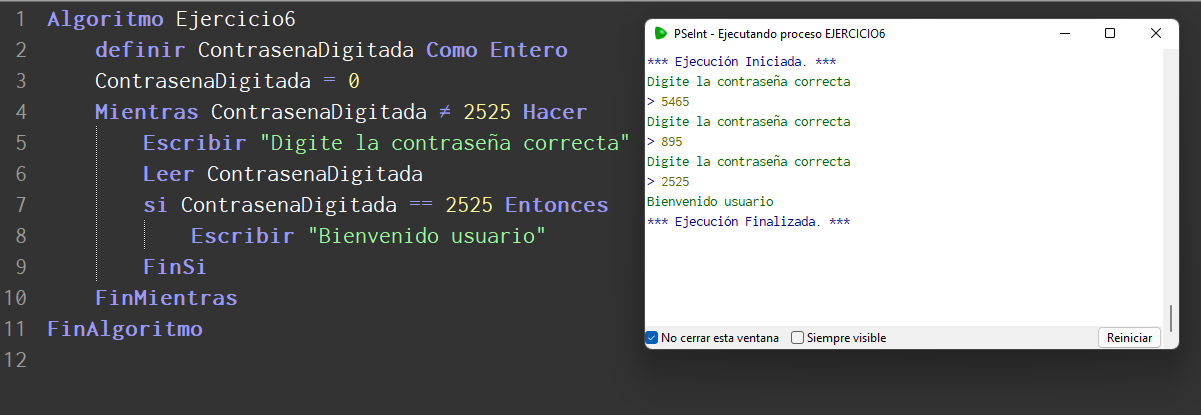 1 Algoritmo Ejercicio6
2 definir ContrasenaDigitada Como Entero
3 ContrasenaDigitada = 0
4 Mientras ContrasenaDigitada ≠ 2525 Hacer
5 Escribir "Digite la contraseña correcta"
6 Leer ContrasenaDigitada
7 si ContrasenaDigitada == 2525 Entonces
8 Escribir "Bienvenido usuario"
9 FinSi
10 FinMientras
11 FinAlgoritmo
12
PSeInt - Ejecutando proceso EJERCICIO6
*** Ejecución Iniciada. ***
Digite la contraseña correcta
> 5465
Digite la contraseña correcta
> 895
Digite la contraseña correcta
> 2525
Bienvenido usuario
*** Ejecución Finalizada. ***
No cerrar esta ventana Siempre visible Reiniciar